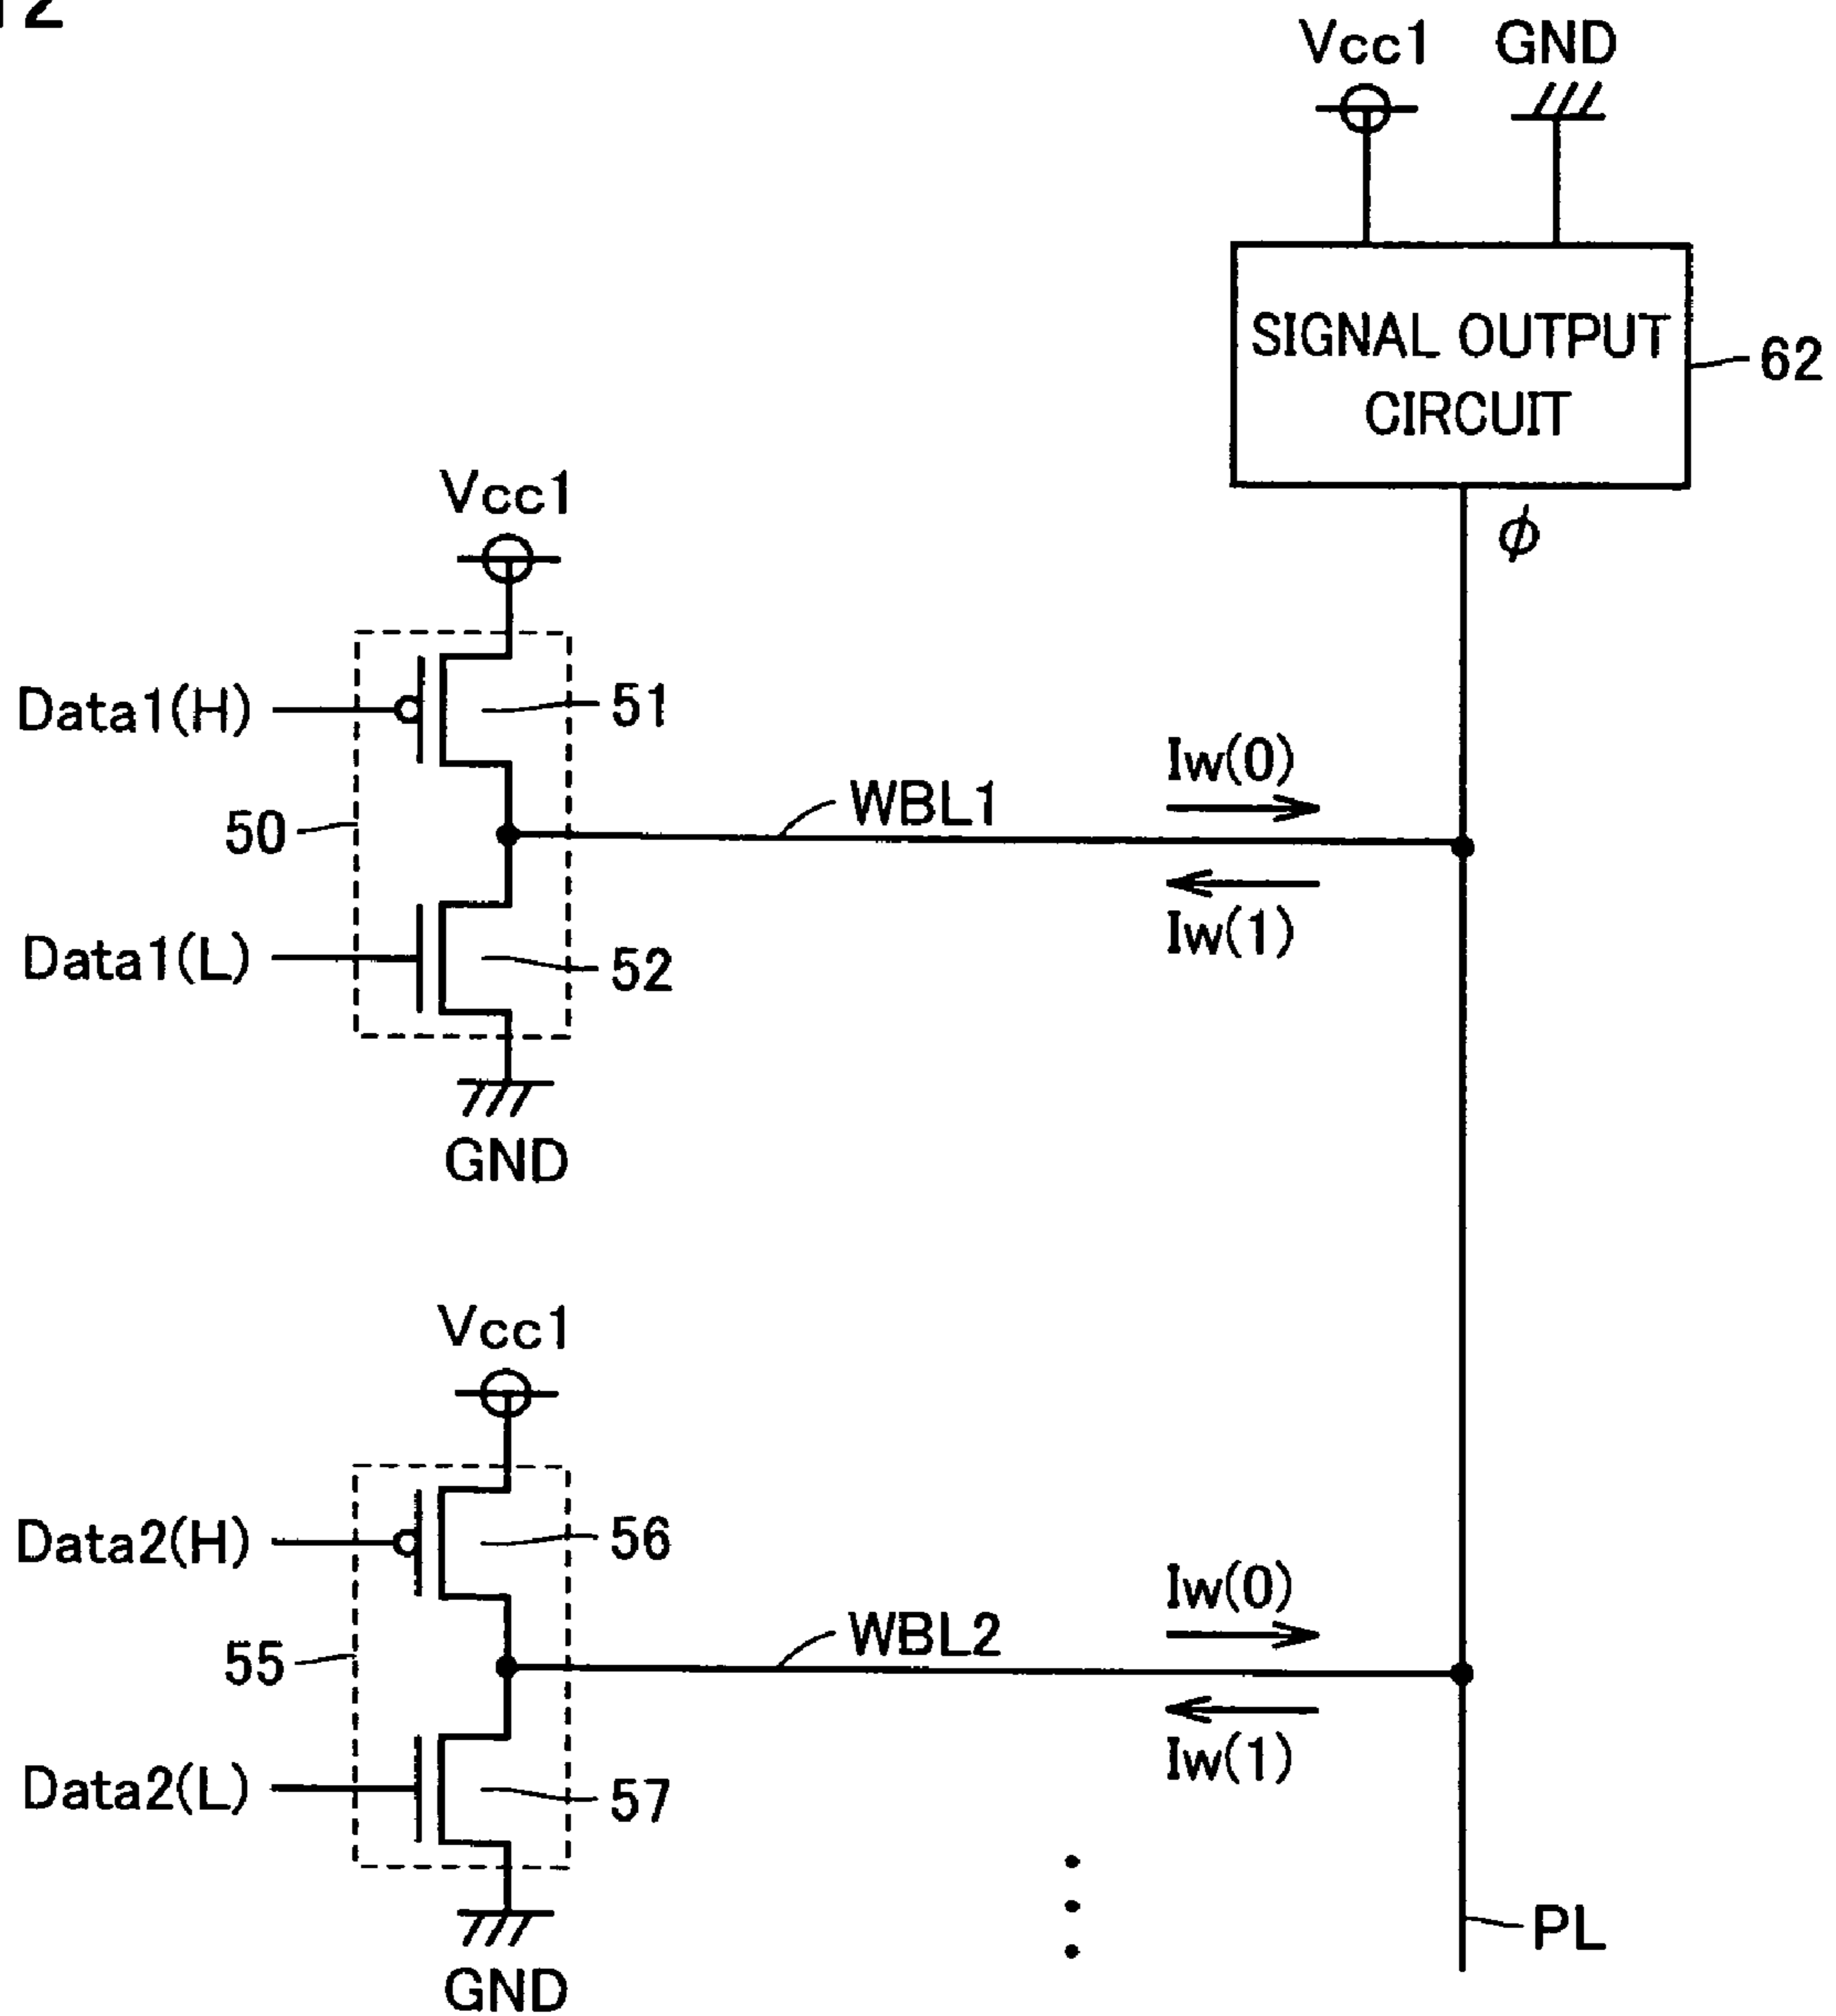 12
Vcc1 GND
SIGNAL OUTPUT
CIRCUIT
62
ϕ
Vcc1
Data1(H)
51
Iw(0)
WBL1
50
Iw(1)
Data1(L)
52
GND
Vcc1
Data2(H)
56
Iw(0)
WBL2
55
Iw(1)
Data2(L)
57
PL
GND